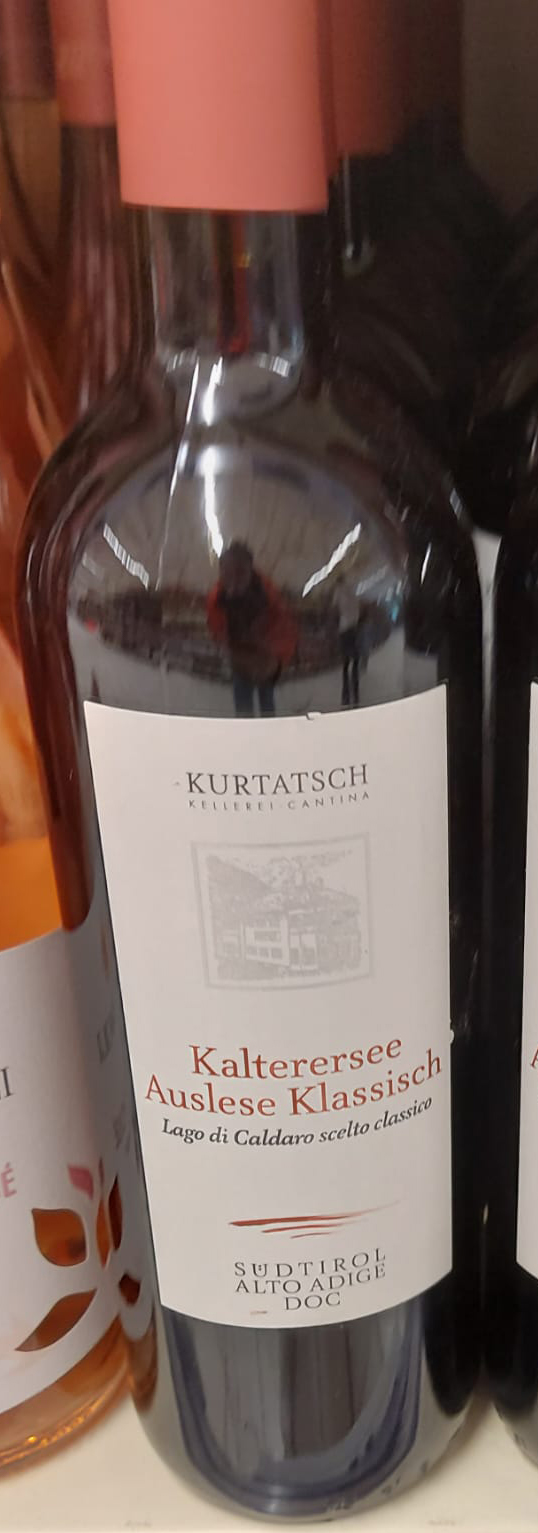 KURTATSCH
KELLEREI·CANTINA
Kalterersee
Auslese Klassisch
Lago di Caldaro scelto classico
SÜDTIROL
ALTO ADIGE
DOC